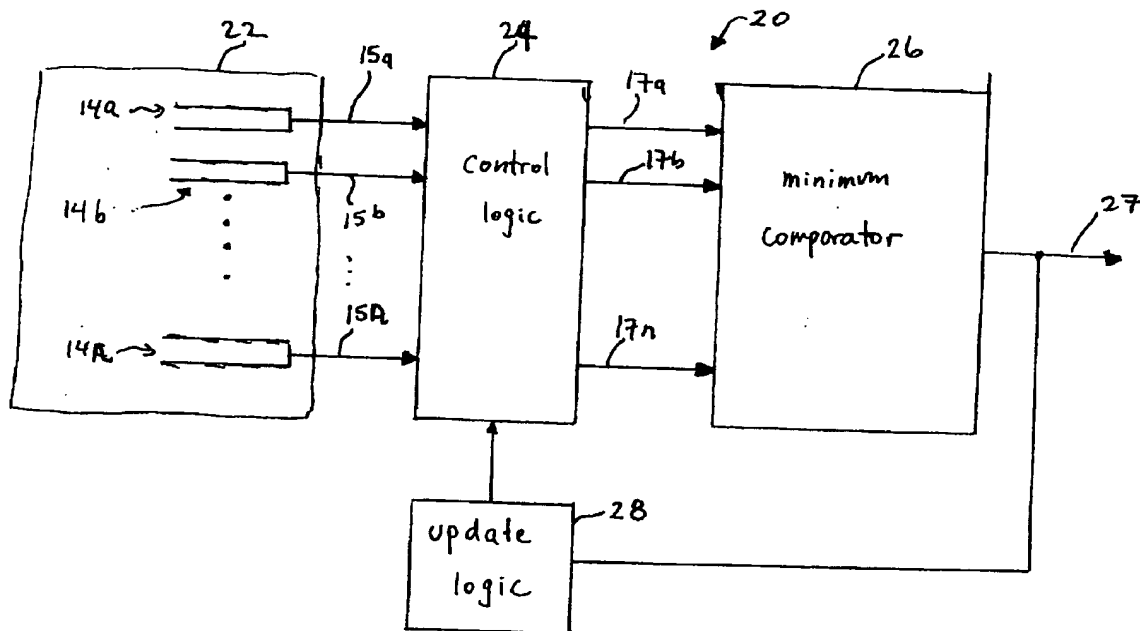 20
22
24
26
15a
17a
14a
control
logic
17b
minimum
comparator
14b
15b
27
15n
17n
14n
28
update
logic